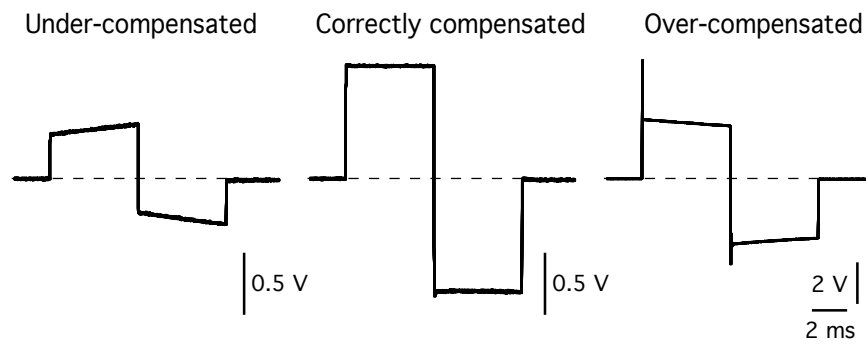 Under-compensated
Correctly compensated
Over-compensated
0.5 V
0.5 V
2 V
2 ms